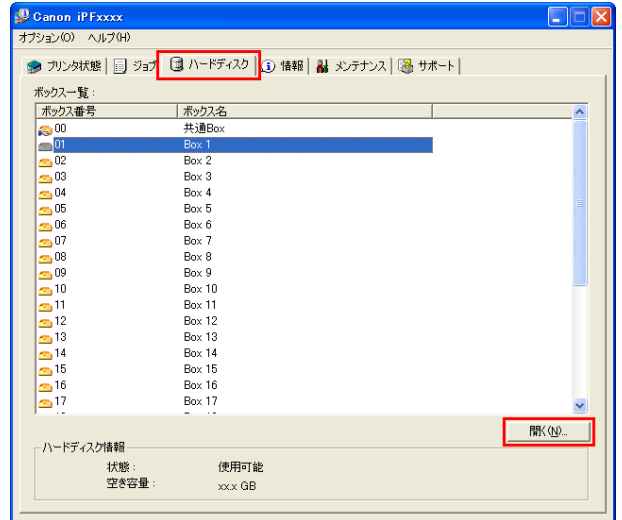 Canon iPFxxxx
オプション(O) ヘルプ(H)
プリンタ状態 ジョブ ハードディスク 情報 メンテナンス サポート
ボックス一覧 :
ボックス番号 ボックス名
00 共通Box
01 Box 1
02 Box 2
03 Box 3
04 Box 4
05 Box 5
06 Box 6
07 Box 7
08 Box 8
09 Box 9
10 Box 10
11 Box 11
12 Box 12
13 Box 13
14 Box 14
15 Box 15
16 Box 16
17 Box 17
開く(N)...
ハードディスク情報
状態 : 使用可能
空き容量 : xx.x GB